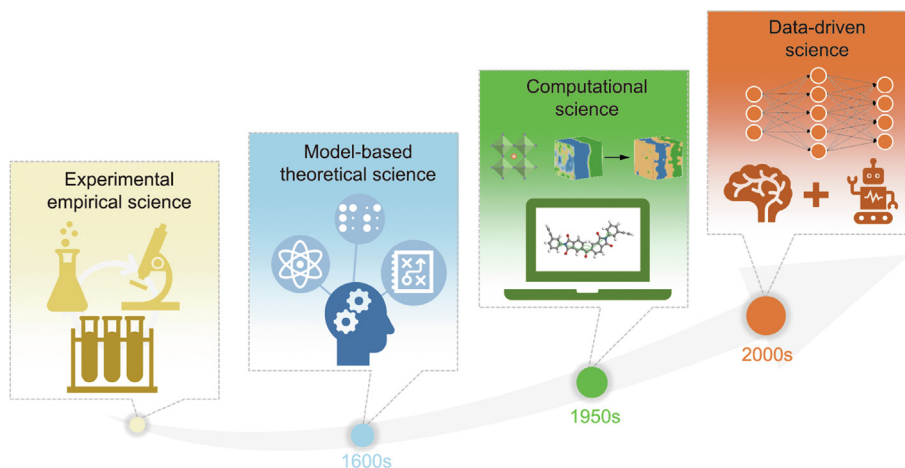 Experimental
empirical science
Model-based
theoretical science
1600s
Computational
science
1950s
Data-driven
science
2000s